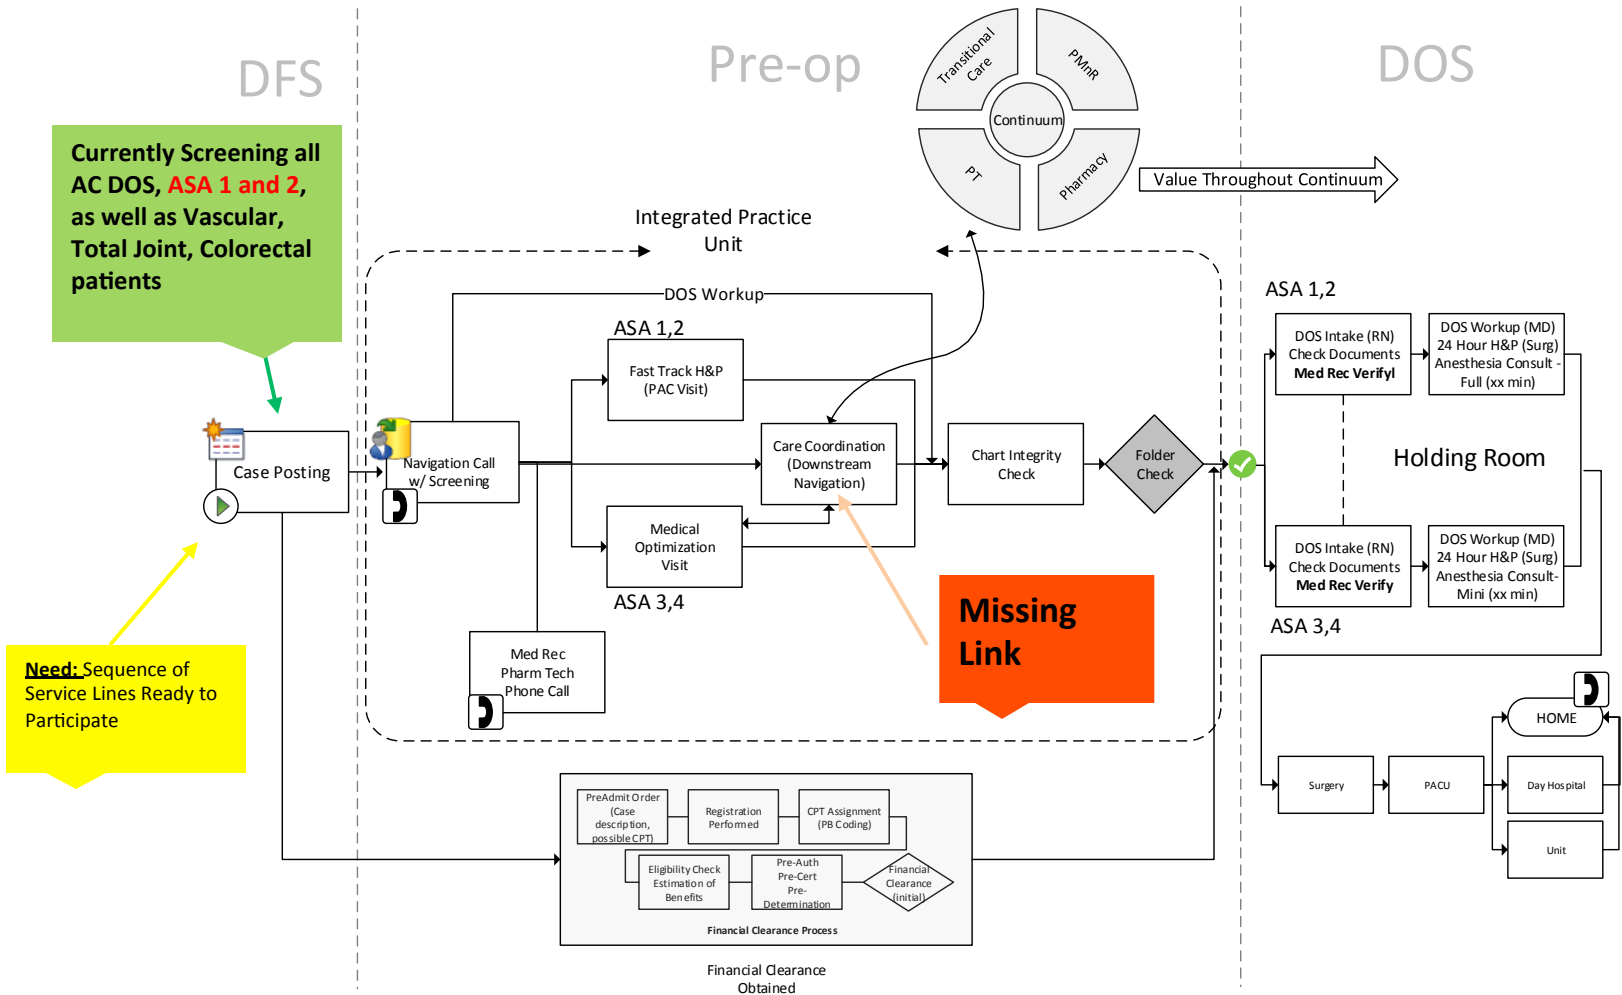 DFS
Pre-op
DOS
Currently Screening all
AC DOS, ASA 1 and 2,
as well as Vascular,
Total Joint, Colorectal
patients
Transitional
Care
PMnR
Continuum
PT
Pharmacy
Value Throughout Continuum
Integrated Practice
Unit
DOS Workup
ASA 1,2
Fast Track H&P
(PAC Visit)
Case Posting
Navigation Call
w/ Screening
Care Coordination
(Downstream
Navigation)
Chart Integrity
Check
Folder
Check
Medical
Optimization
Visit
ASA 3,4
Med Rec
Pharm Tech
Phone Call
Missing
Link
Need: Sequence of
Service Lines Ready to
Participate
ASA 1,2
DOS Intake (RN)
Check Documents
Med Rec Verifyl
DOS Workup (MD)
24 Hour H&P (Surg)
Anesthesia Consult -
Full (xx min)
Holding Room
DOS Intake (RN)
Check Documents
Med Rec Verify
DOS Workup (MD)
24 Hour H&P (Surg)
Anesthesia Consult-
Mini (xx min)
ASA 3,4
HOME
Surgery
PACU
Day Hospital
Unit
PreAdmit Order
(Case
description,
possible CPT)
Registration
Performed
CPT Assignment
(PB Coding)
Eligibility Check
Estimation of
Benefits
Pre-Auth
Pre-Cert
Pre-
Determination
Financial
Clearance
(initial)
Financial Clearance Process
Financial Clearance
Obtained